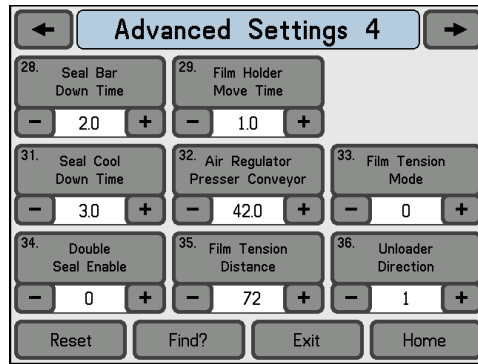 Advanced Settings 4
28. Seal Bar
Down Time
29. Film Holder
Move Time
- 2.0 +
- 1.0 +
31. Seal Cool
Down Time
32. Air Regulator
Presser Conveyor
33. Film Tension
Mode
- 3.0 +
- 42.0 +
- 0 +
34. Double
Seal Enable
35. Film Tension
Distance
36. Unloader
Direction
- 0 +
- 72 +
- 1 +
Reset
Find?
Exit
Home